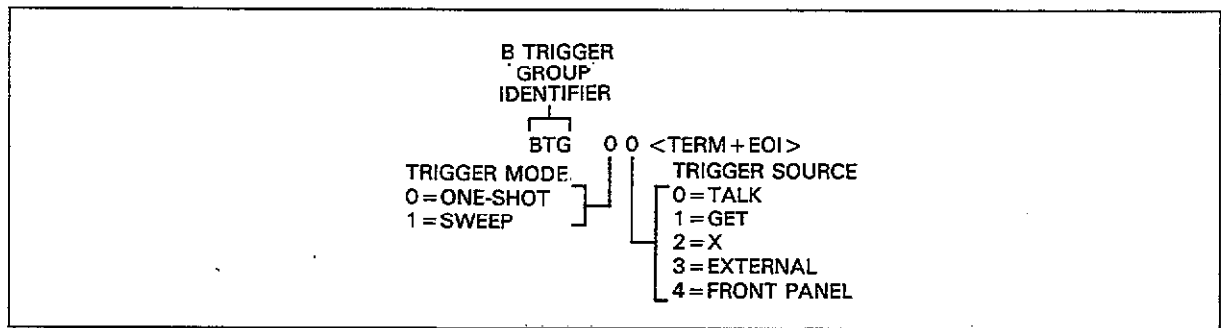 B TRIGGER
GROUP
IDENTIFIER
BTG 0 0 <TERM+EOI>
TRIGGER MODE
0=ONE-SHOT
1=SWEEP
TRIGGER SOURCE
0=TALK
1=GET
2=X
3=EXTERNAL
4=FRONT PANEL